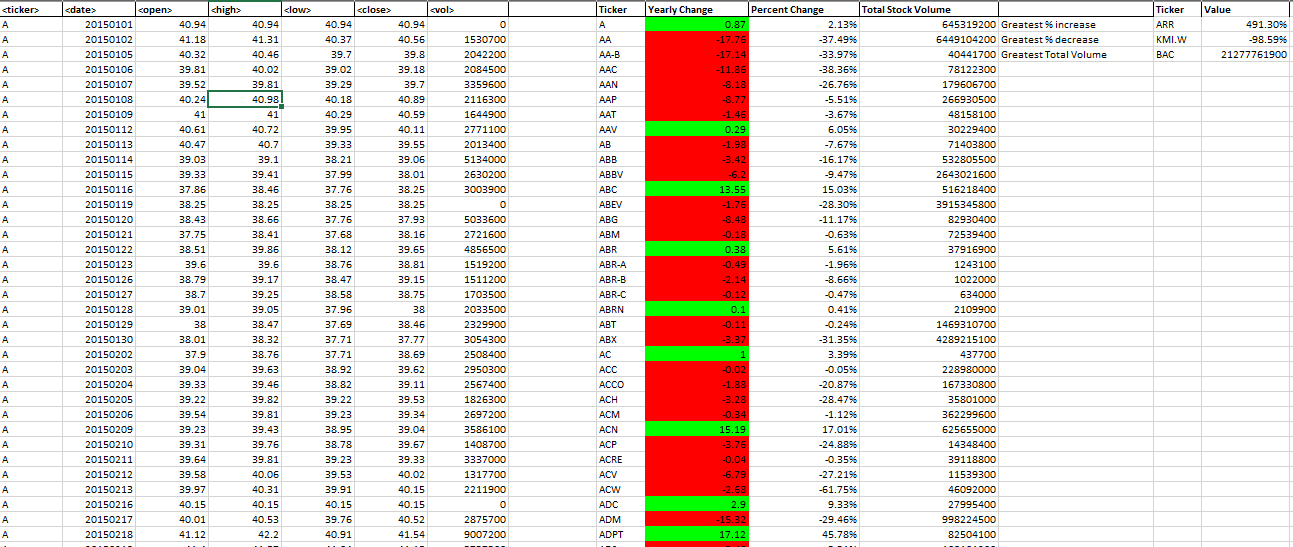 <ticker> <date> <open> <high> <low> <close> <vol> Ticker Yearly Change Percent Change Total Stock Volume Ticker Value
A 20150101 40.94 40.94 40.94 40.94 0 A 0.87 2.13% 645319200 Greatest % increase ARR 491.30%
A 20150102 41.18 41.31 40.37 40.56 1530700 AA -17.76 -37.49% 6449104200 Greatest % decrease KMI.W -98.59%
A 20150105 40.32 40.46 39.7 39.8 2042200 AA-B -17.14 -33.97% 40441700 Greatest Total Volume BAC 21277761900
A 20150106 39.81 40.02 39.02 39.18 2084500 AAC -11.86 -38.36% 78122300
A 20150107 39.52 39.81 39.29 39.7 3359600 AAN -8.18 -26.76% 179606700
A 20150108 40.24 40.98 40.18 40.89 2116300 AAP -8.77 -5.51% 266930500
A 20150109 41 41 40.29 40.59 1644900 AAT -1.46 -3.67% 48158100
A 20150112 40.61 40.72 39.95 40.11 2771100 AAV 0.29 6.05% 30229400
A 20150113 40.47 40.7 39.33 39.55 2013400 AB -1.98 -7.67% 71403800
A 20150114 39.03 39.1 38.21 39.06 5134000 ABB -3.42 -16.17% 532805500
A 20150115 39.33 39.41 37.99 38.01 2630200 ABBV -6.2 -9.47% 2643021600
A 20150116 37.86 38.46 37.76 38.25 3003900 ABC 13.55 15.03% 516218400
A 20150119 38.25 38.25 38.25 38.25 0 ABEV -1.76 -28.30% 3915345800
A 20150120 38.43 38.66 37.76 37.93 5033600 ABG -8.48 -11.17% 82930400
A 20150121 37.75 38.41 37.68 38.16 2721600 ABM -0.18 -0.63% 72539400
A 20150122 38.51 39.86 38.12 39.65 4856500 ABR 0.38 5.61% 37916900
A 20150123 39.6 39.6 38.76 38.81 1519200 ABR-A -0.49 -1.96% 1243100
A 20150126 38.79 39.17 38.47 39.15 1511200 ABR-B -2.14 -8.66% 1022000
A 20150127 38.7 39.25 38.58 38.75 1703500 ABR-C -0.12 -0.47% 634000
A 20150128 39.01 39.05 37.96 38 2033500 ABRN 0.1 0.41% 2109900
A 20150129 38 38.47 37.69 38.46 2329900 ABT -0.11 -0.24% 1469310700
A 20150130 38.01 38.32 37.71 37.77 3054300 ABX -3.37 -31.35% 4289215100
A 20150202 37.9 38.76 37.71 38.69 2508400 AC 1 3.39% 437700
A 20150203 39.04 39.63 38.92 39.62 2950300 ACC -0.02 -0.05% 228980000
A 20150204 39.33 39.46 38.82 39.11 2567400 ACCO -1.88 -20.87% 167330800
A 20150205 39.22 39.82 39.22 39.53 1826300 ACH -3.28 -28.47% 35801000
A 20150206 39.54 39.81 39.23 39.34 2697200 ACM -0.34 -1.12% 362299600
A 20150209 39.23 39.43 38.95 39.04 3586100 ACN 15.19 17.01% 625655000
A 20150210 39.31 39.76 38.78 39.67 1408700 ACP -3.76 -24.88% 14348400
A 20150211 39.64 39.81 39.23 39.33 3337000 ACRE -0.04 -0.35% 39118800
A 20150212 39.58 40.06 39.53 40.02 1317700 ACV -6.79 -27.21% 11539300
A 20150213 39.97 40.31 39.91 40.15 2211900 ACW -2.68 -61.75% 46092000
A 20150216 40.15 40.15 40.15 40.15 0 ADC 2.9 9.33% 27995400
A 20150217 40.01 40.53 39.76 40.52 2875700 ADM -15.32 -29.46% 998224500
A 20150218 41.12 42.2 40.91 41.54 9007200 ADPT 17.12 45.78% 82504100